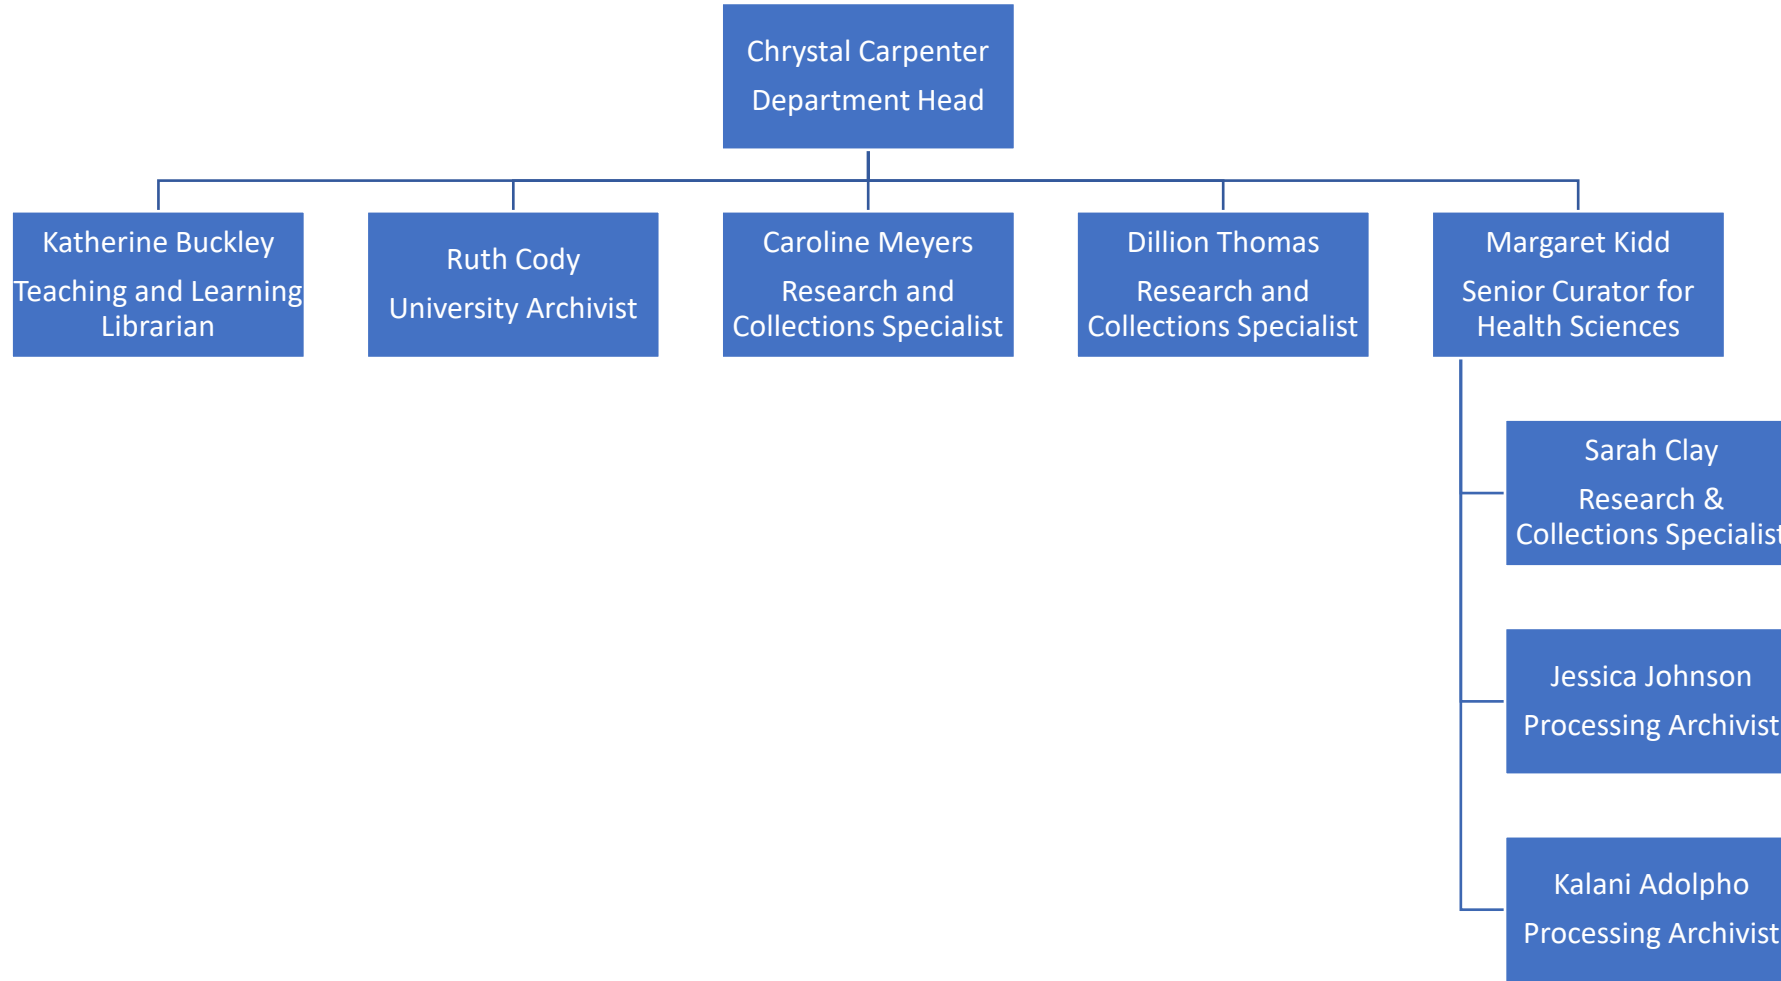 Chrystal Carpenter
Department Head
Katherine Buckley
Teaching and Learning
Librarian
Ruth Cody
University Archivist
Caroline Meyers
Research and
Collections Specialist
Dillion Thomas
Research and
Collections Specialist
Margaret Kidd
Senior Curator for
Health Sciences
Sarah Clay
Research &
Collections Specialist
Jessica Johnson
Processing Archivist
Kalani Adolpho
Processing Archivist